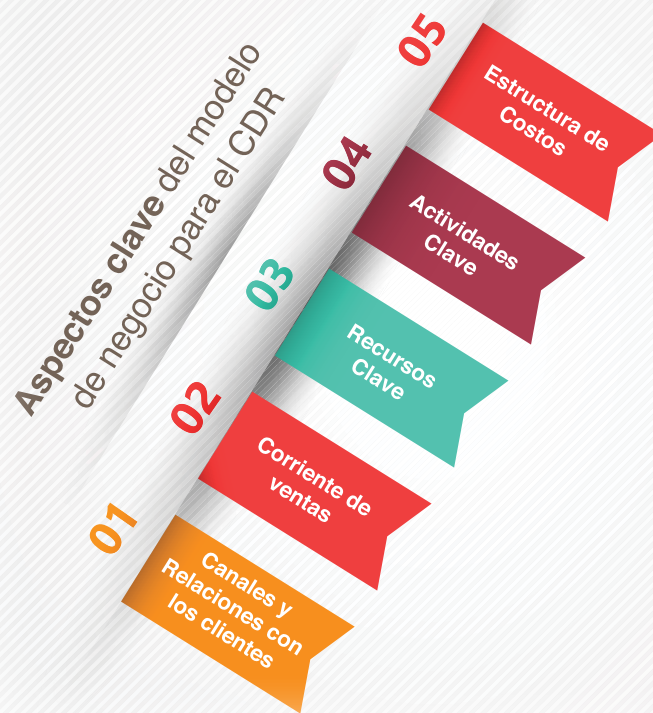 Aspectos clave del modelo
de negocio para el CDR
05
Estructura de
Costos
04
Actividades
Clave
03
Recursos
Clave
02
Corriente de
ventas
01
Canales y
Relaciones con
los clientes